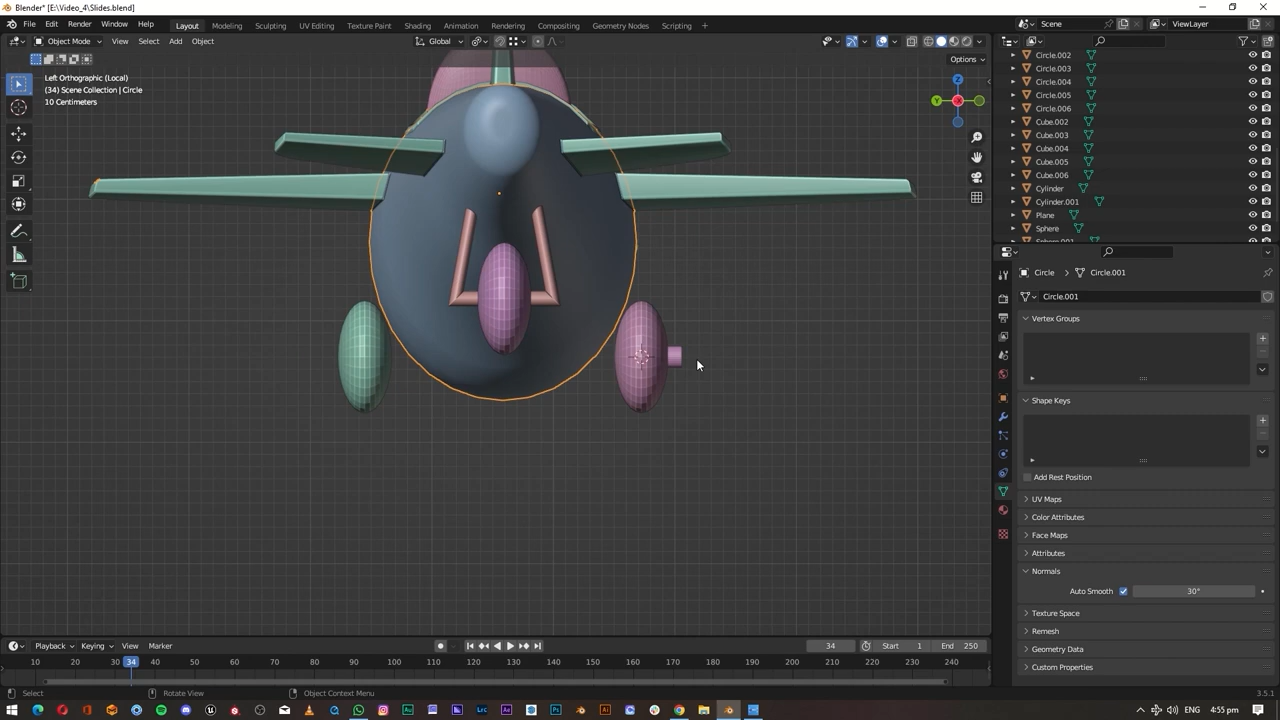 Blender* [E:\Video_4\Slides.blend]
File Edit Render Window Help Layout Modeling Sculpting UV Editing Texture Paint Shading Animation Rendering Compositing Geometry Nodes Scripting Scene ViewLayer
Object Mode View Select Add Object Global
Options
Left Orthographic (Local)
(34) Scene Collection | Circle
10 Centimeters
Z
Y
X
Circle.002
Circle.003
Circle.004
Circle.005
Circle.006
Cube.002
Cube.003
Cube.004
Cube.005
Cube.006
Cylinder
Cylinder.001
Plane
Sphere
Sphere.001
Circle Circle.001
Circle.001
Vertex Groups
Shape Keys
Add Rest Position
UV Maps
Color Attributes
Face Maps
Attributes
Normals
Auto Smooth 30°
Texture Space
Remesh
Geometry Data
Custom Properties
Playback Keying View Marker 34 Start 1 End 250
10 20 30 34 40 50 60 70 80 90 100 110 120 130 140 150 160 170 180 190 200 210 220 230 240
Select Rotate View Object Context Menu 3.5.1
ENG 4:55 pm